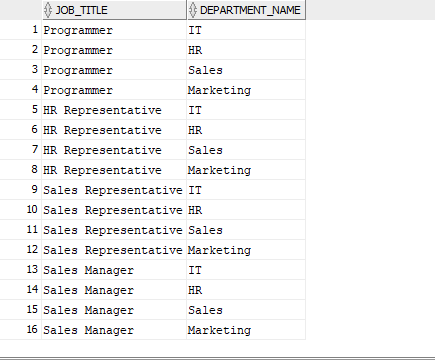 JOB_TITLE DEPARTMENT_NAME
1 Programmer IT
2 Programmer HR
3 Programmer Sales
4 Programmer Marketing
5 HR Representative IT
6 HR Representative HR
7 HR Representative Sales
8 HR Representative Marketing
9 Sales Representative IT
10 Sales Representative HR
11 Sales Representative Sales
12 Sales Representative Marketing
13 Sales Manager IT
14 Sales Manager HR
15 Sales Manager Sales
16 Sales Manager Marketing